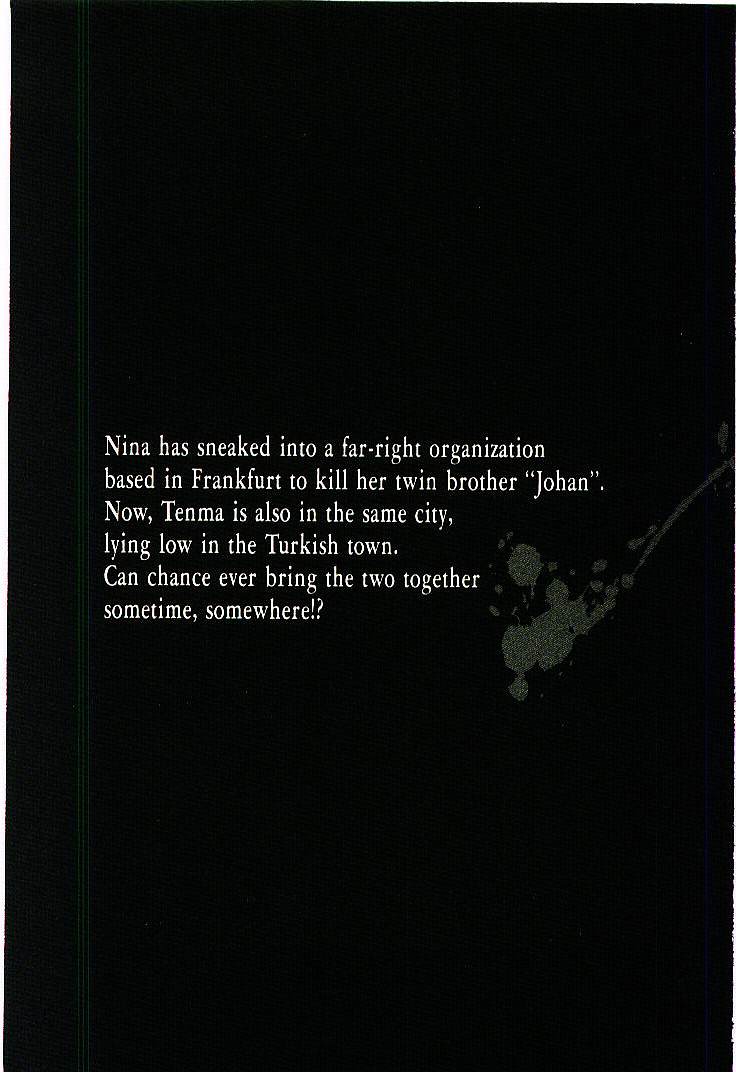 Nina has sneaked into a far-right organization
based in Frankfurt to kill her twin brother “Johan”.
Now, Tenma is also in the same city,
lying low in the Turkish town.
Can chance ever bring the two together
sometime, somewhere!?